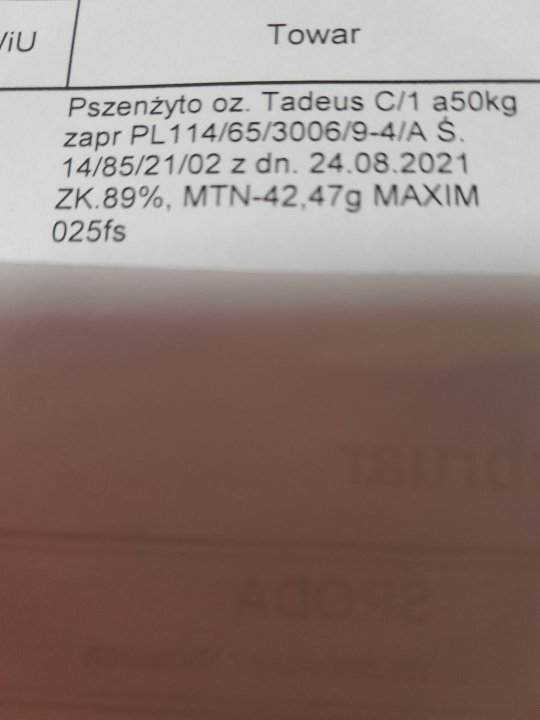 /iU
Towar
Pszenżyto oz. Tadeus C/1 a50kg
zapr PL114/65/3006/9-4/A Ś.
14/85/21/02 z dn. 24.08.2021
ZK.89%, MTN-42,47g MAXIM
025fs
ŚRODA